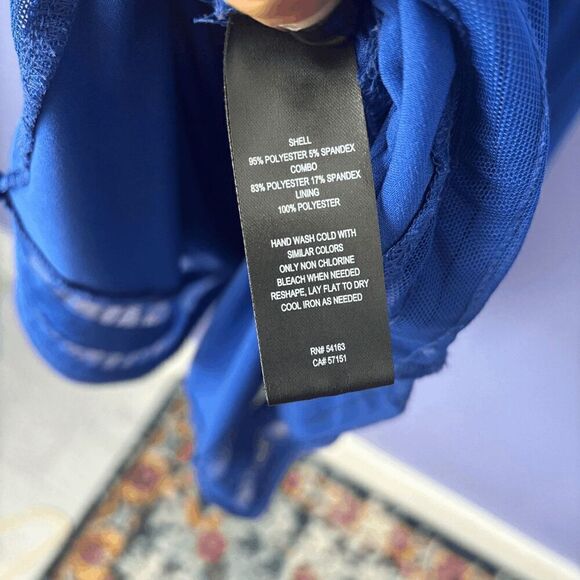 SHELL
95% POLYESTER 5% SPANDEX
COMBO
83% POLYESTER 17% SPANDEX
LINING
100% POLYESTER
HAND WASH COLD WITH
SIMILAR COLORS
ONLY NON CHLORINE
BLEACH WHEN NEEDED
RESHAPE, LAY FLAT TO DRY
COOL IRON AS NEEDED
RN# 54163
CA# 57151